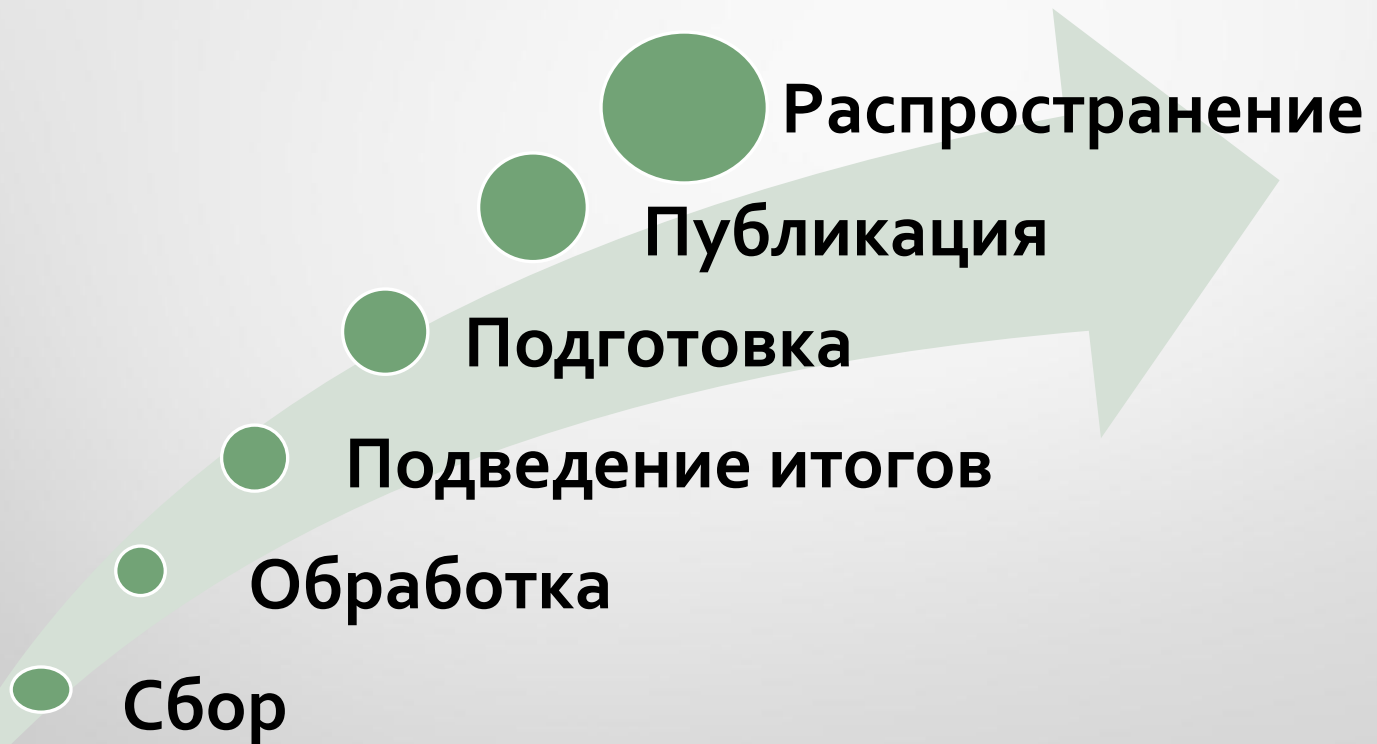 Распространение
Публикация
Подготовка
Подведение итогов
Обработка
Сбор